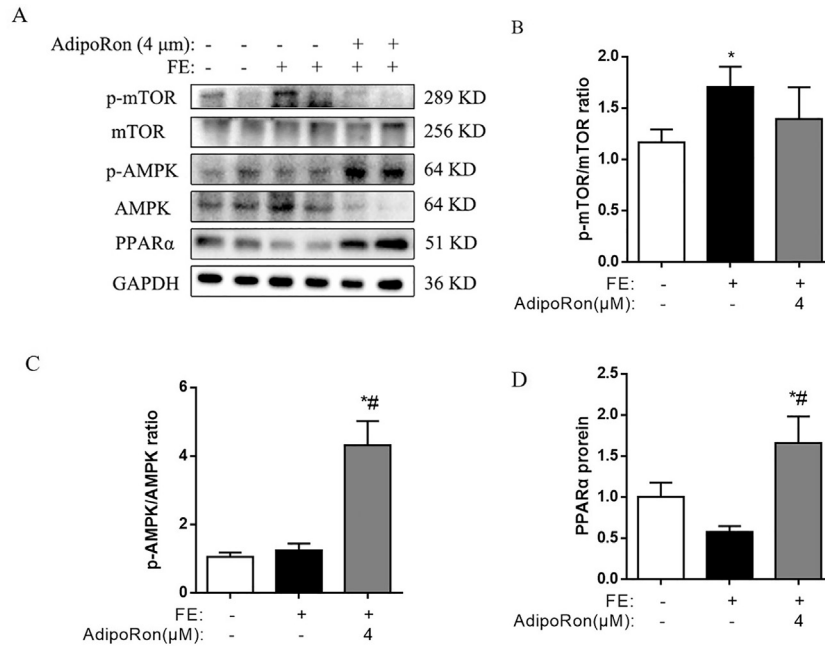 A
AdipoRon (4 μm): - - - - + +
FE: - - + + + +
p-mTOR 289 KD
mTOR 256 KD
p-AMPK 64 KD
AMPK 64 KD
PPARα 51 KD
GAPDH 36 KD
B
p-mTOR/mTOR ratio
2.0
1.5
1.0
0.5
0.0
*
FE: - + +
AdipoRon(μM): - - 4
C
p-AMPK/AMPK ratio
6
4
2
0
*#
FE: - + +
AdipoRon(μM): - - 4
D
PPARα prorein
2.5
2.0
1.5
1.0
0.5
0.0
*#
FE: - + +
AdipoRon(μM): - - 4